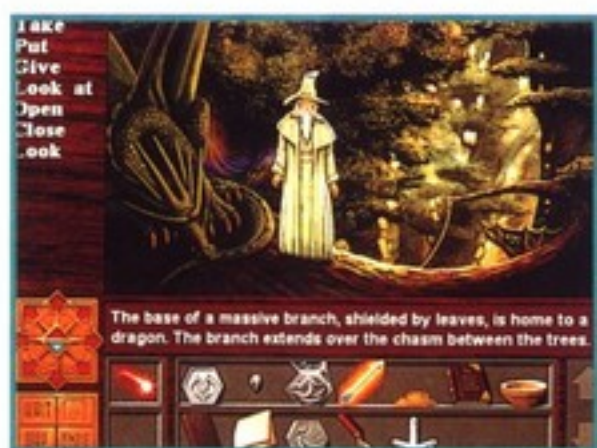 Take
Put
Give
Look at
Open
Close
Look
The base of a massive branch, shielded by leaves, is home to a
dragon. The branch extends over the chasm between the trees.